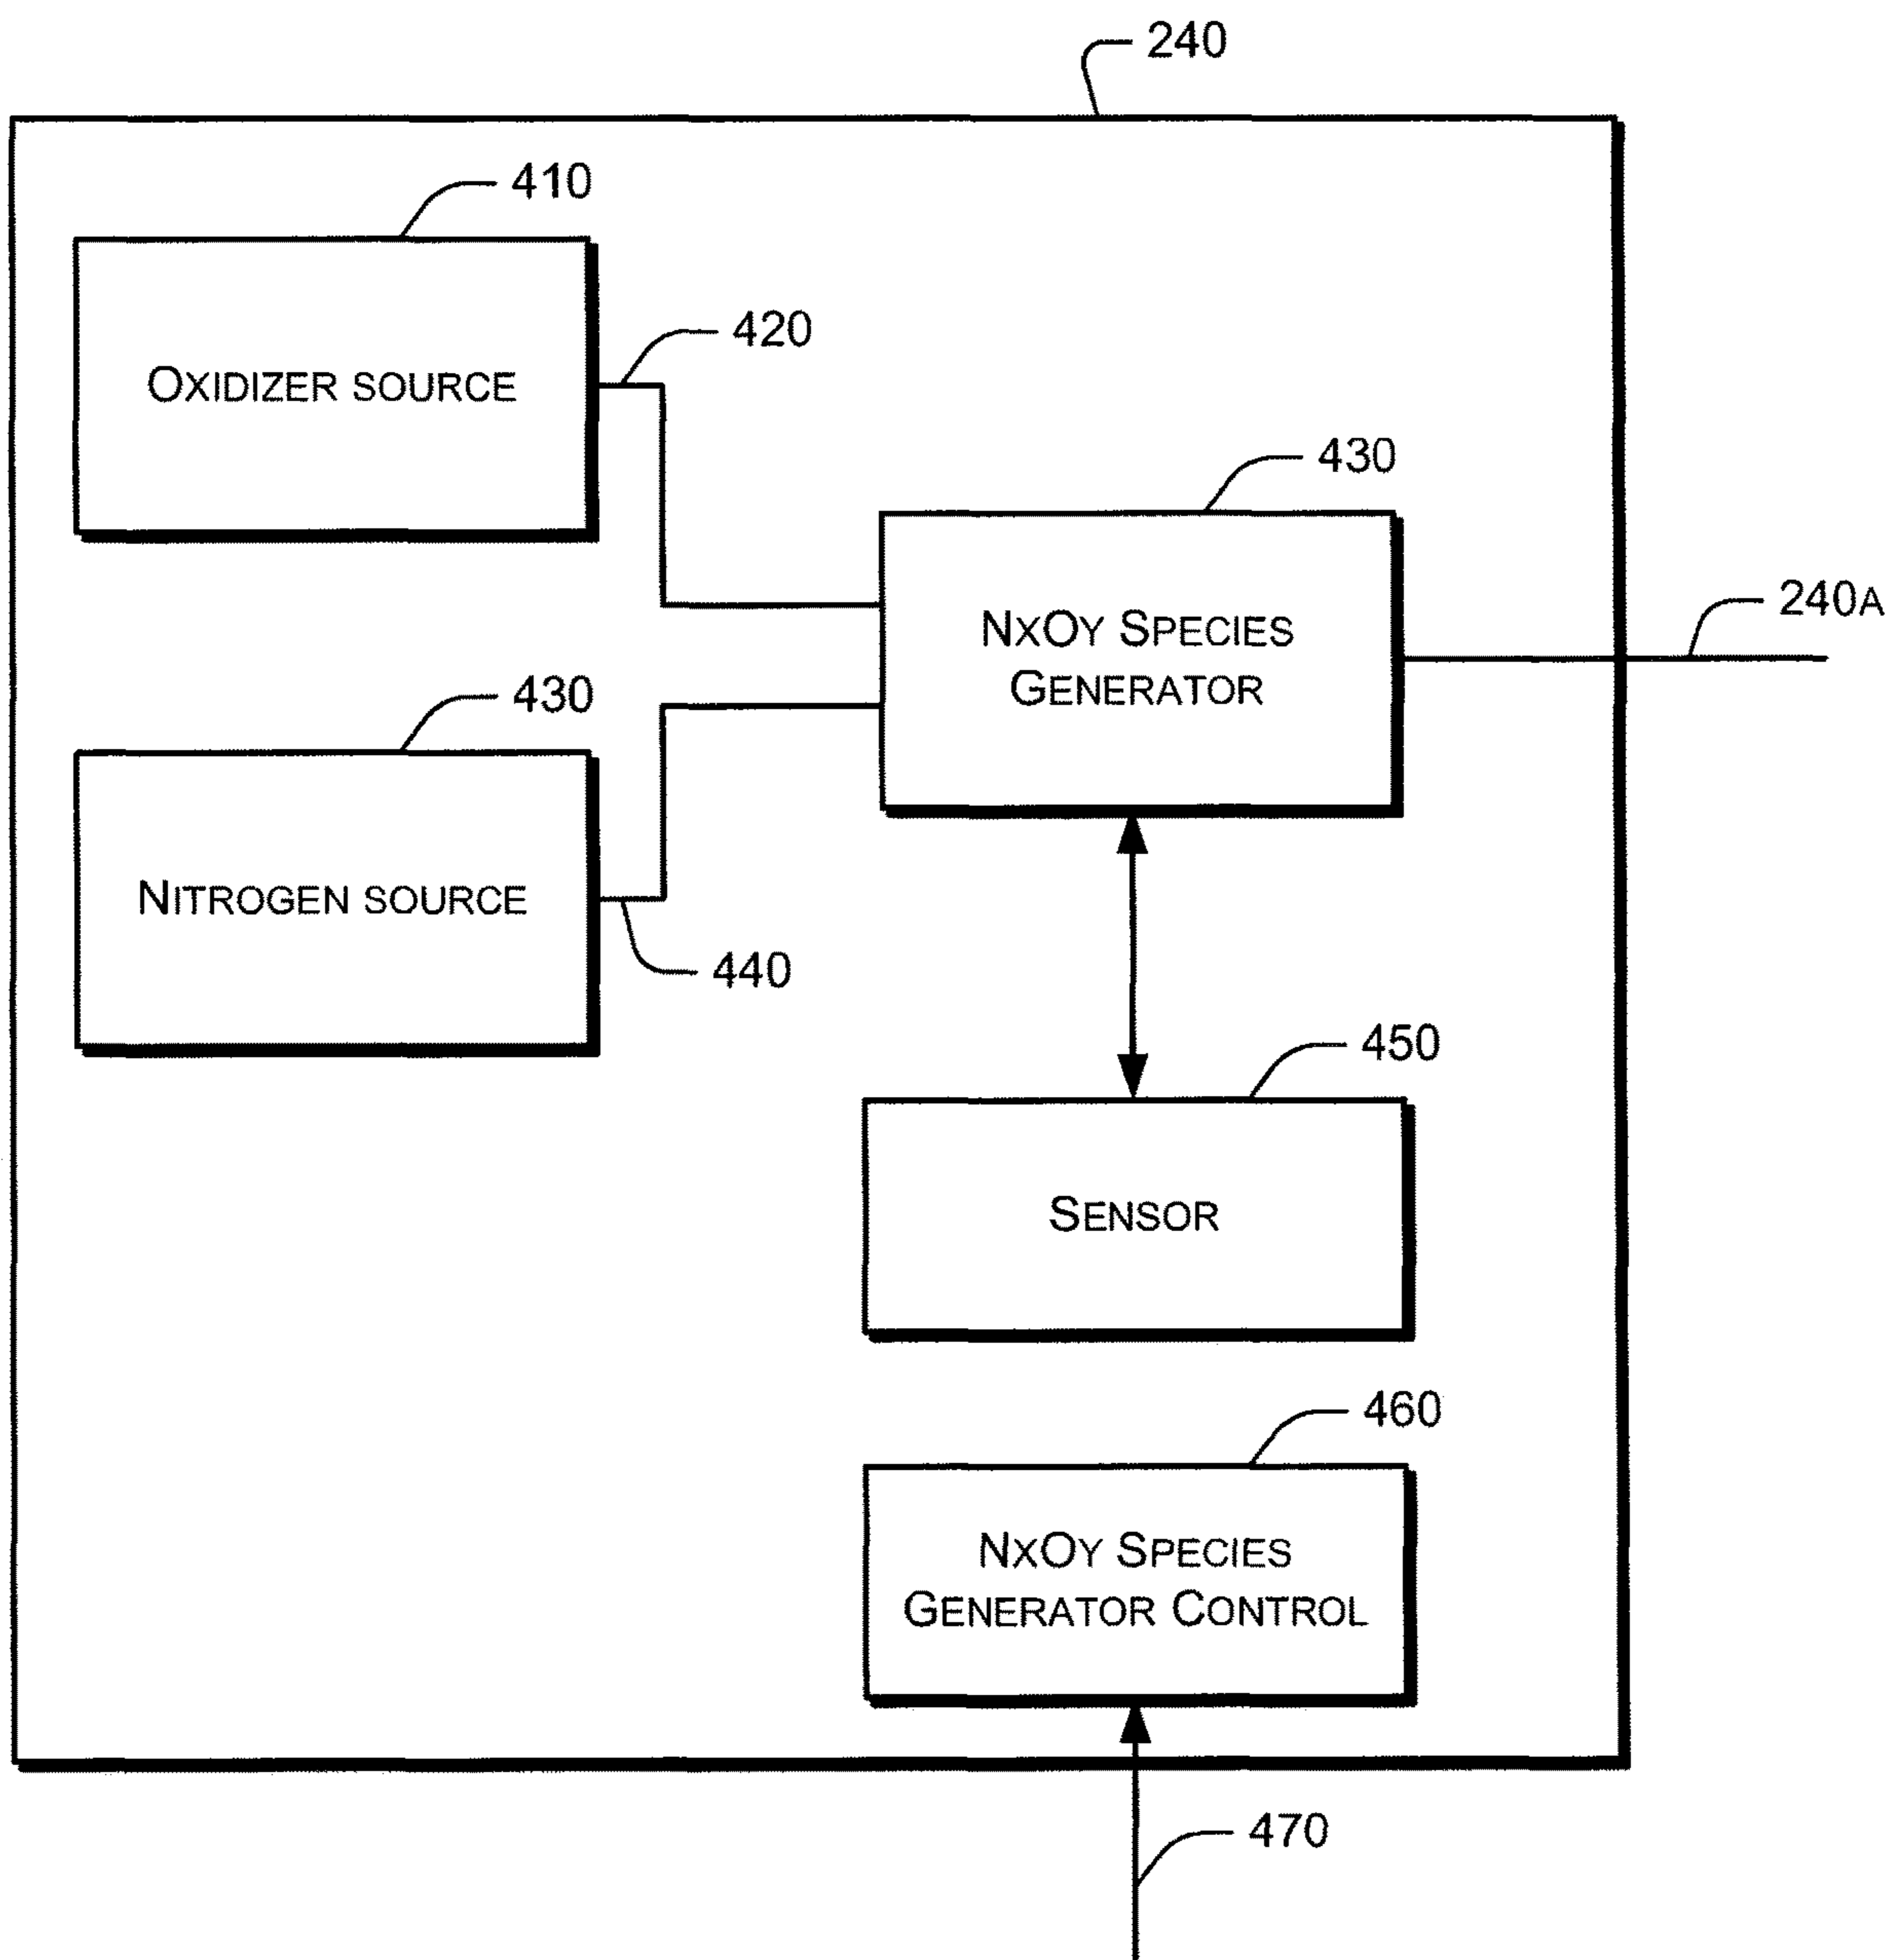 240
410
OXIDIZER SOURCE
420
430
NXOY SPECIES
GENERATOR
240A
430
NITROGEN SOURCE
440
450
SENSOR
460
NXOY SPECIES
GENERATOR CONTROL
470